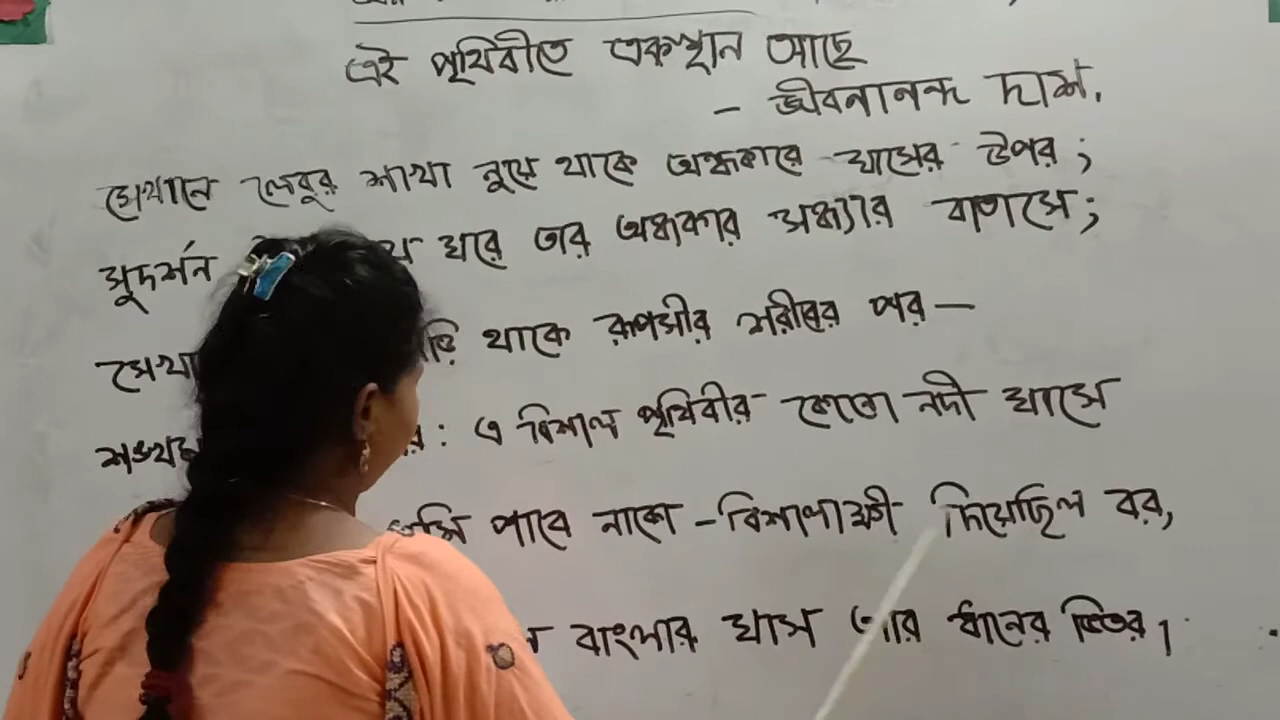 এই পৃথিবীতে একস্থান আছে
- জীবনানন্দ দাশ.
সেখানে লেবুর শাখা নুয়ে থাকে অন্ধকারে ঘাসের উপর;
সুদর্শন ঘরে তার অন্ধকার সন্ধ্যার বাতাসে;
থাকে রূপসীর শরীরের পর—
এ বিশাল পৃথিবীর কোনো নদী ঘাসে
পাবে নাকো - বিশালাক্ষী দিয়েছিল বর,
বাংলার ঘাস আর ধানের ভিতর।